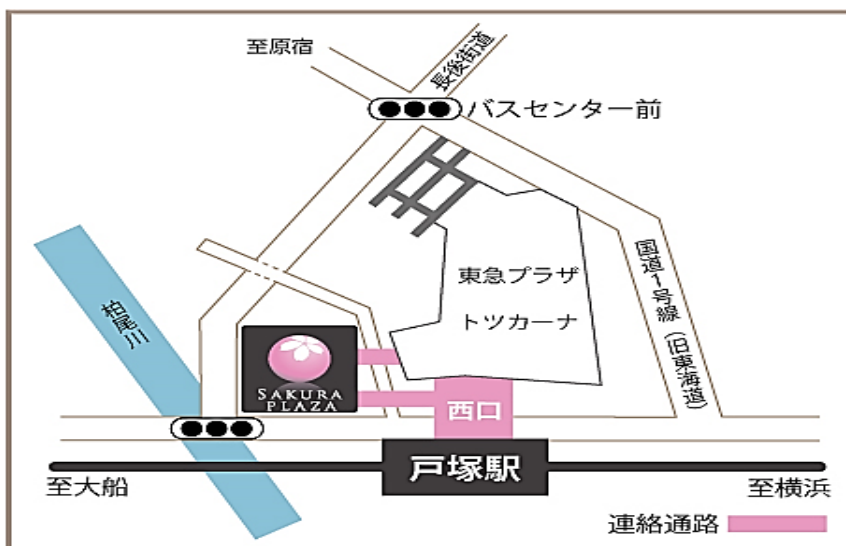 至原宿
長後街道
バスセンター前
東急プラザ
トツカーナ
国道1号線(旧東海道)
柏尾川
SAKURA
PLAZA
西口
戸塚駅
至大船
至横浜
連絡通路